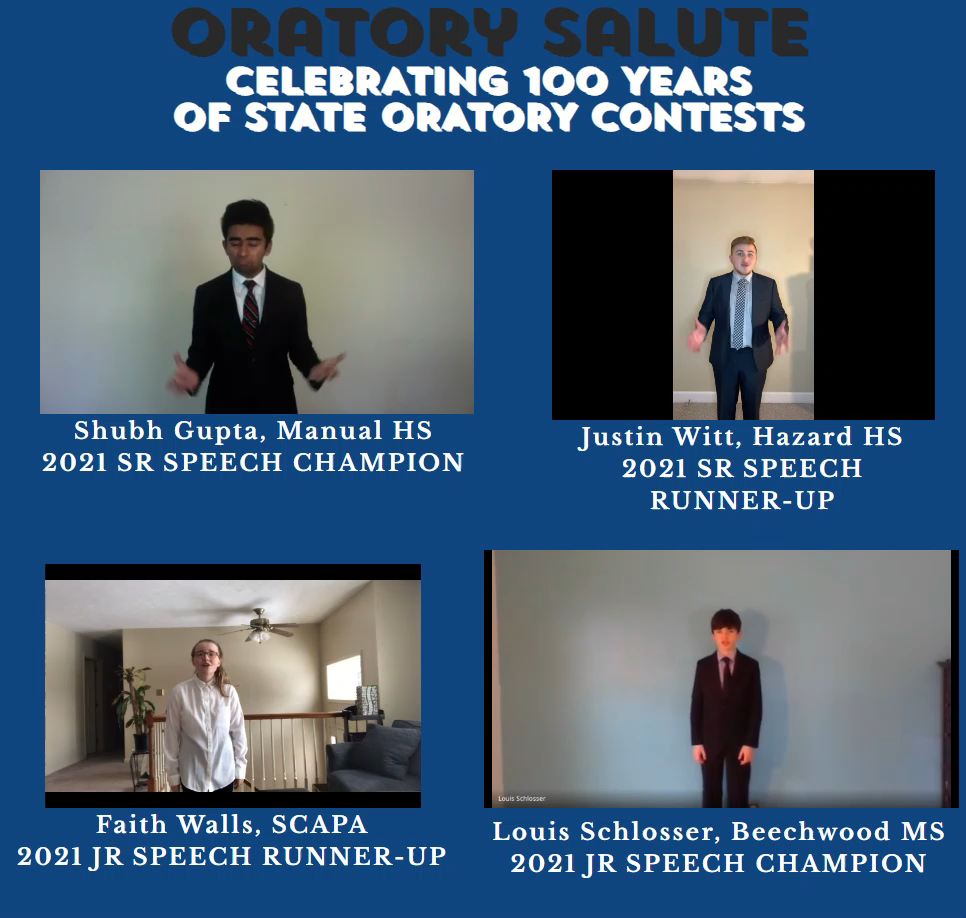 ORATORY SALUTE
CELEBRATING 100 YEARS
OF STATE ORATORY CONTESTS
Shubh Gupta, Manual HS
2021 SR SPEECH CHAMPION
Justin Witt, Hazard HS
2021 SR SPEECH
RUNNER-UP
Faith Walls, SCAPA
2021 JR SPEECH RUNNER-UP
Louis Schlosser
Louis Schlosser, Beechwood MS
2021 JR SPEECH CHAMPION